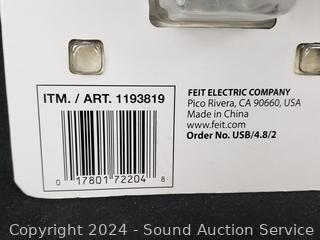 ITM. / ART. 1193819
0 17801 72204 8
FEIT ELECTRIC COMPANY
Pico Rivera, CA 90660, USA
Made in China
www.feit.com
Order No. USB/4.8/2
Copyright 2024 - Sound Auction Service